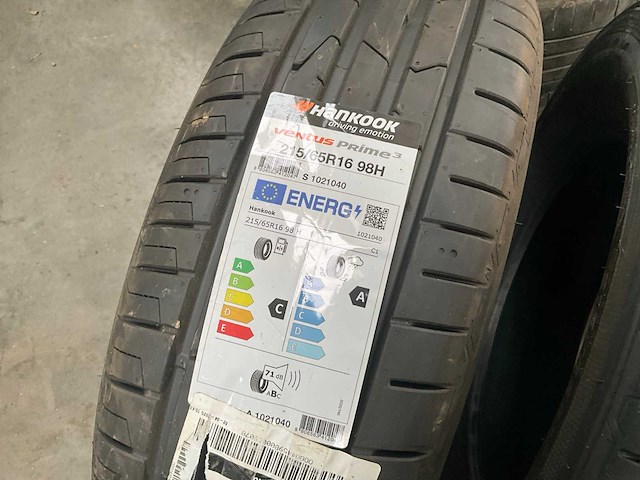 HANKOOK
driving emotion
VENTUS PRIME3
215/65R16 98H
S 1021040
ENERG
Hankook
1021040
215/65R16 98 H
C1
A
B
C
D
E
C
A
B
C
D
E
A
71 dB
ABC
A 1021040